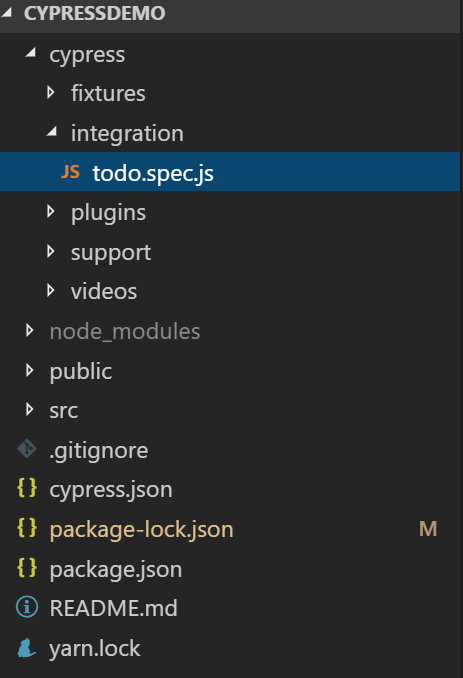 CYPRESSDEMO
cypress
fixtures
integration
JS todo.spec.js
plugins
support
videos
node_modules
public
src
.gitignore
{ } cypress.json
{ } package-lock.json M
{ } package.json
README.md
yarn.lock